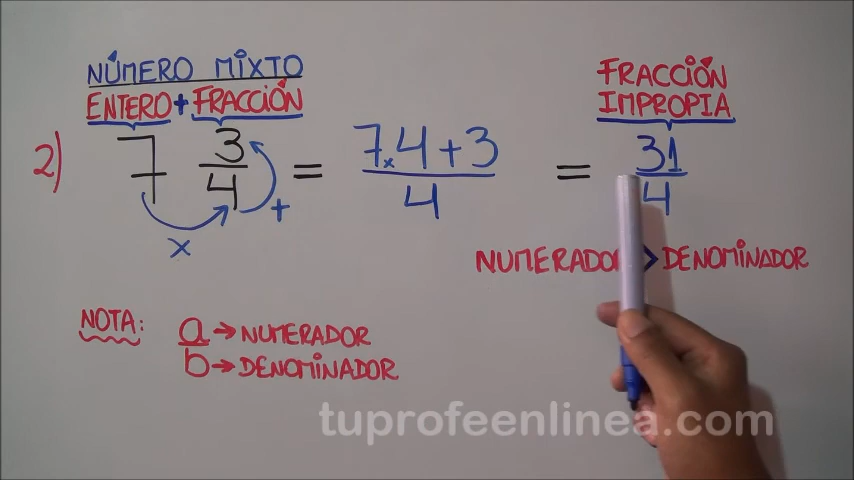 NÚMERO MIXTO
ENTERO + FRACCIÓN
FRACCIÓN
IMPROPIA
2) 7 3/4 = 7x4+3/4 = 31/4
x +
NUMERADOR > DENOMINADOR
NOTA: a → NUMERADOR
b → DENOMINADOR
tuprofeenlinea.com